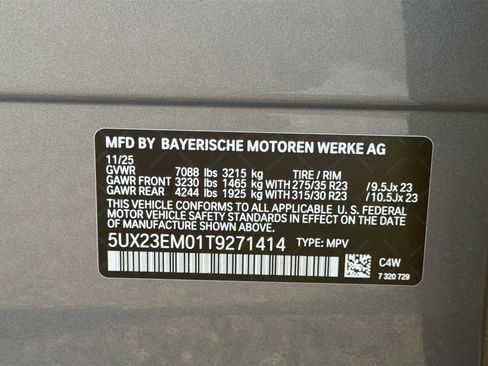 MFD BY BAYERISCHE MOTOREN WERKE AG
11/25
GVWR 7088 lbs 3215 kg TIRE / RIM
GAWR FRONT 3230 lbs 1465 kg WITH 275/35 R23 /9.5Jx 23
GAWR REAR 4244 lbs 1925 kg WITH 315/30 R23 /10.5Jx 23
THIS VEHICLE CONFORMS TO ALL APPLICABLE U.S. FEDERAL
MOTOR VEHICLE SAFETY STANDARDS IN EFFECT ON THE DATE
OF MANUFACTURE SHOWN ABOVE.
5UX23EM01T9271414 TYPE: MPV
C4W
7 320 729